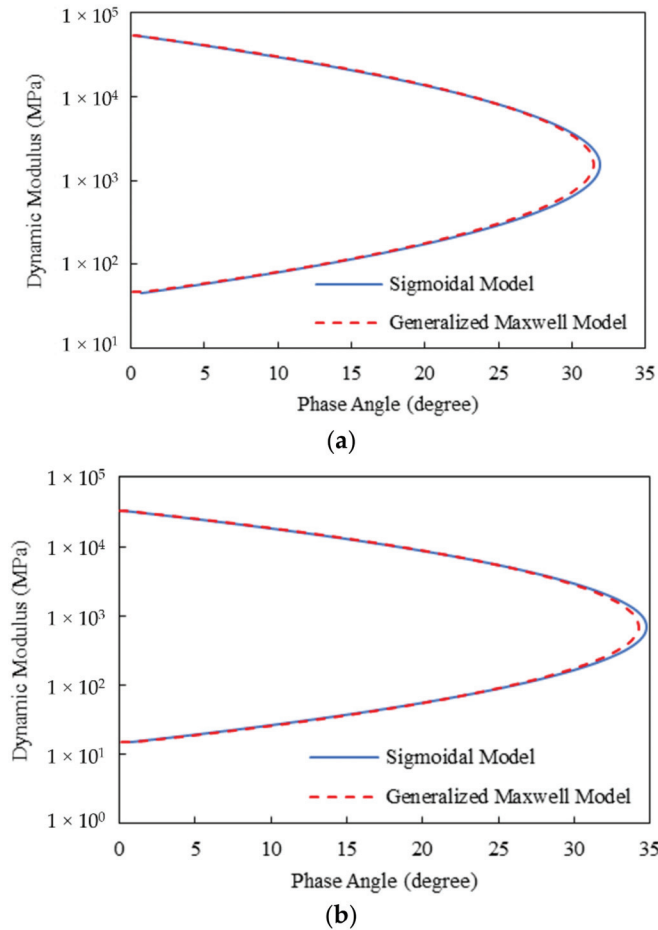 1 × 10⁵
1 × 10⁴
1 × 10³
1 × 10²
1 × 10¹
Dynamic Modulus (MPa)
Sigmoidal Model
Generalized Maxwell Model
0 5 10 15 20 25 30 35
Phase Angle (degree)
(a)
1 × 10⁵
1 × 10⁴
1 × 10³
1 × 10²
1 × 10¹
1 × 10⁰
Dynamic Modulus (MPa)
Sigmoidal Model
Generalized Maxwell Model
0 5 10 15 20 25 30 35
Phase Angle (degree)
(b)